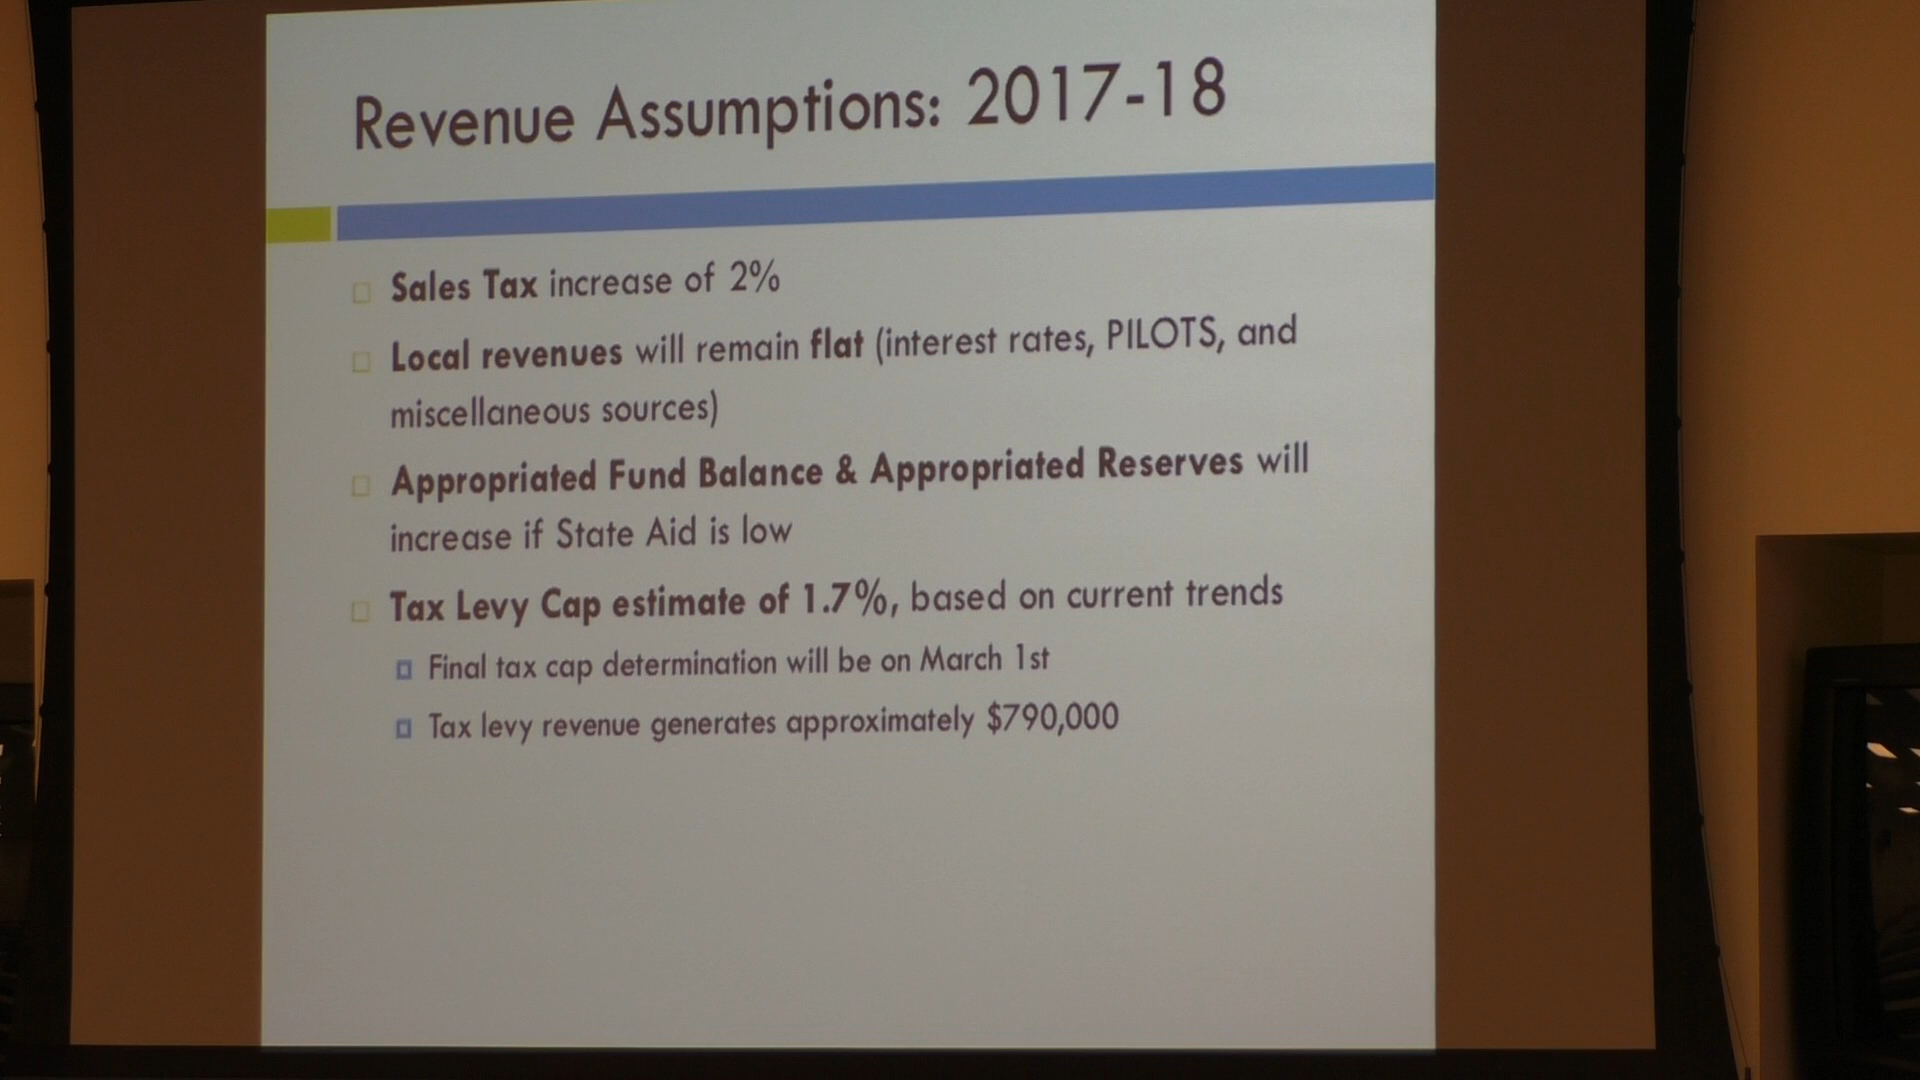 Revenue Assumptions: 2017-18
Sales Tax increase of 2%
Local revenues will remain flat (interest rates, PILOTS, and
miscellaneous sources)
Appropriated Fund Balance & Appropriated Reserves will
increase if State Aid is low
Tax Levy Cap estimate of 1.7%, based on current trends
Final tax cap determination will be on March 1st
Tax levy revenue generates approximately $790,000